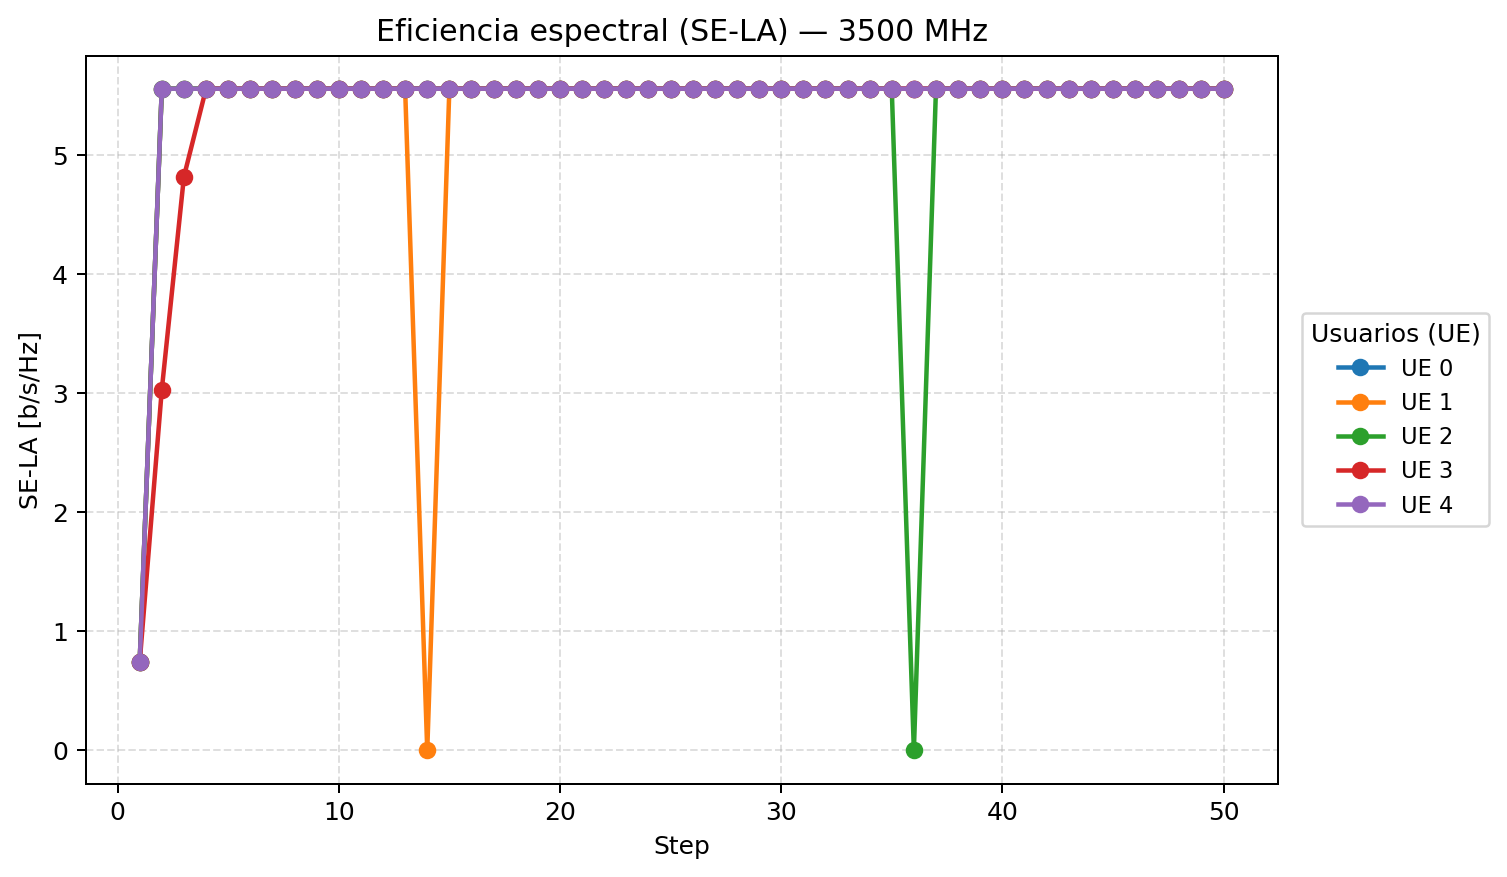 Eficiencia espectral (SE-LA) — 3500 MHz
SE-LA [b/s/Hz]
5
4
3
2
1
0
0 10 20 30 40 50
Step
Usuarios (UE)
UE 0
UE 1
UE 2
UE 3
UE 4